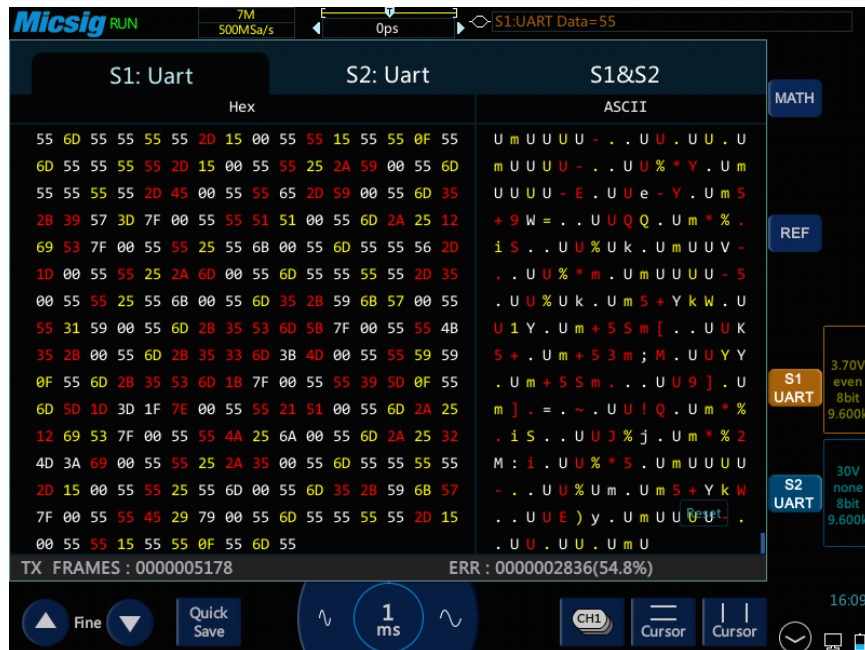 Micsig RUN
7M
500MSa/s
T
0ps
S1:UART Data=55
S1: Uart S2: Uart S1&S2
Hex ASCII
MATH
55 6D 55 55 55 55 2D 15 00 55 55 15 55 55 0F 55 U m U U U U - . . U U . U U . U
6D 55 55 55 55 2D 15 00 55 55 25 2A 59 00 55 6D m U U U U - . . U U % * Y . U m
55 55 55 55 2D 45 00 55 55 65 2D 59 00 55 6D 35 U U U U - E . U U e - Y . U m 5
2B 39 57 3D 7F 00 55 55 51 51 00 55 6D 2A 25 12 + 9 W = . . U U Q Q . U m * % .
REF
69 53 7F 00 55 55 25 55 6B 00 55 6D 55 55 56 2D i S . . U U % U k . U m U U V -
1D 00 55 55 25 2A 6D 00 55 6D 55 55 55 55 2D 35 . . U U % * m . U m U U U U - 5
00 55 55 25 55 6B 00 55 6D 35 2B 59 6B 57 00 55 . U U % U k . U m 5 + Y k W . U
55 31 59 00 55 6D 2B 35 53 6D 5B 7F 00 55 55 4B U 1 Y . U m + 5 S m [ . . U U K
35 2B 00 55 6D 2B 35 33 6D 3B 4D 00 55 55 59 59 5 + . U m + 5 3 m ; M . U U Y Y
0F 55 6D 2B 35 53 6D 1B 7F 00 55 55 39 5D 0F 55 . U m + 5 S m . . . U U 9 ] . U
6D 5D 1D 3D 1F 7E 00 55 55 21 51 00 55 6D 2A 25 m ] . = . ~ . U U ! Q . U m * %
12 69 53 7F 00 55 55 4A 25 6A 00 55 6D 2A 25 32 . i S . . U U J % j . U m * % 2
4D 3A 69 00 55 55 25 2A 35 00 55 6D 55 55 55 55 M : i . U U % * 5 . U m U U U U
2D 15 00 55 55 25 55 6D 00 55 6D 35 2B 59 6B 57 - . . U U % U m . U m 5 + Y k W
7F 00 55 55 45 29 79 00 55 6D 55 55 55 55 2D 15 . . U U E ) y . U m U U U U - .
00 55 55 15 55 55 0F 55 6D 55 . U U . U U . U m U
Reset
S1
UART
3.70V
even
8bit
9.600k
S2
UART
30V
none
8bit
9.600k
TX FRAMES : 0000005178 ERR : 0000002836(54.8%)
Fine
Quick
Save
1
ms
CH1
Cursor
Cursor
16:09